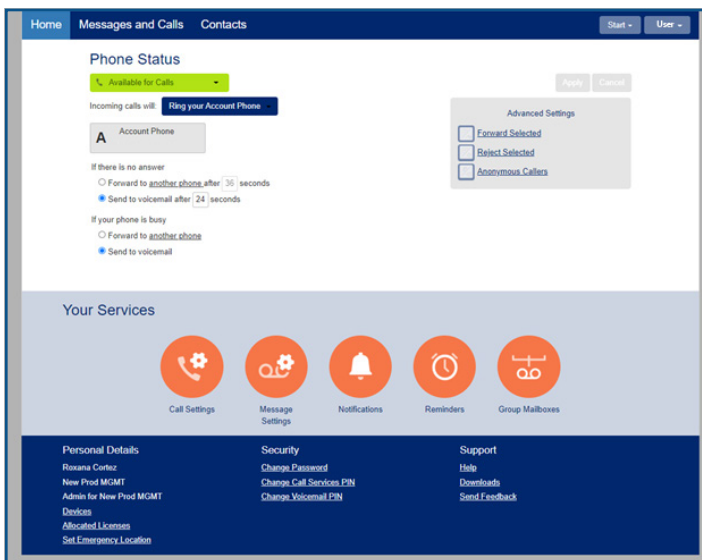 Home Messages and Calls Contacts Start User
Phone Status
Available for Calls
Apply Cancel
Incoming calls will: Ring your Account Phone
Advanced Settings
A Account Phone
Forward Selected
Reject Selected
Anonymous Callers
If there is no answer
Forward to another phone after 36 seconds
Send to voicemail after 24 seconds
If your phone is busy
Forward to another phone
Send to voicemail
Your Services
Call Settings
Message Settings
Notifications
Reminders
Group Mailboxes
Personal Details
Roxana Cortez
New Prod MGMT
Admin for New Prod MGMT
Devices
Allocated Licenses
Set Emergency Location
Security
Change Password
Change Call Services PIN
Change Voicemail PIN
Support
Help
Downloads
Send Feedback